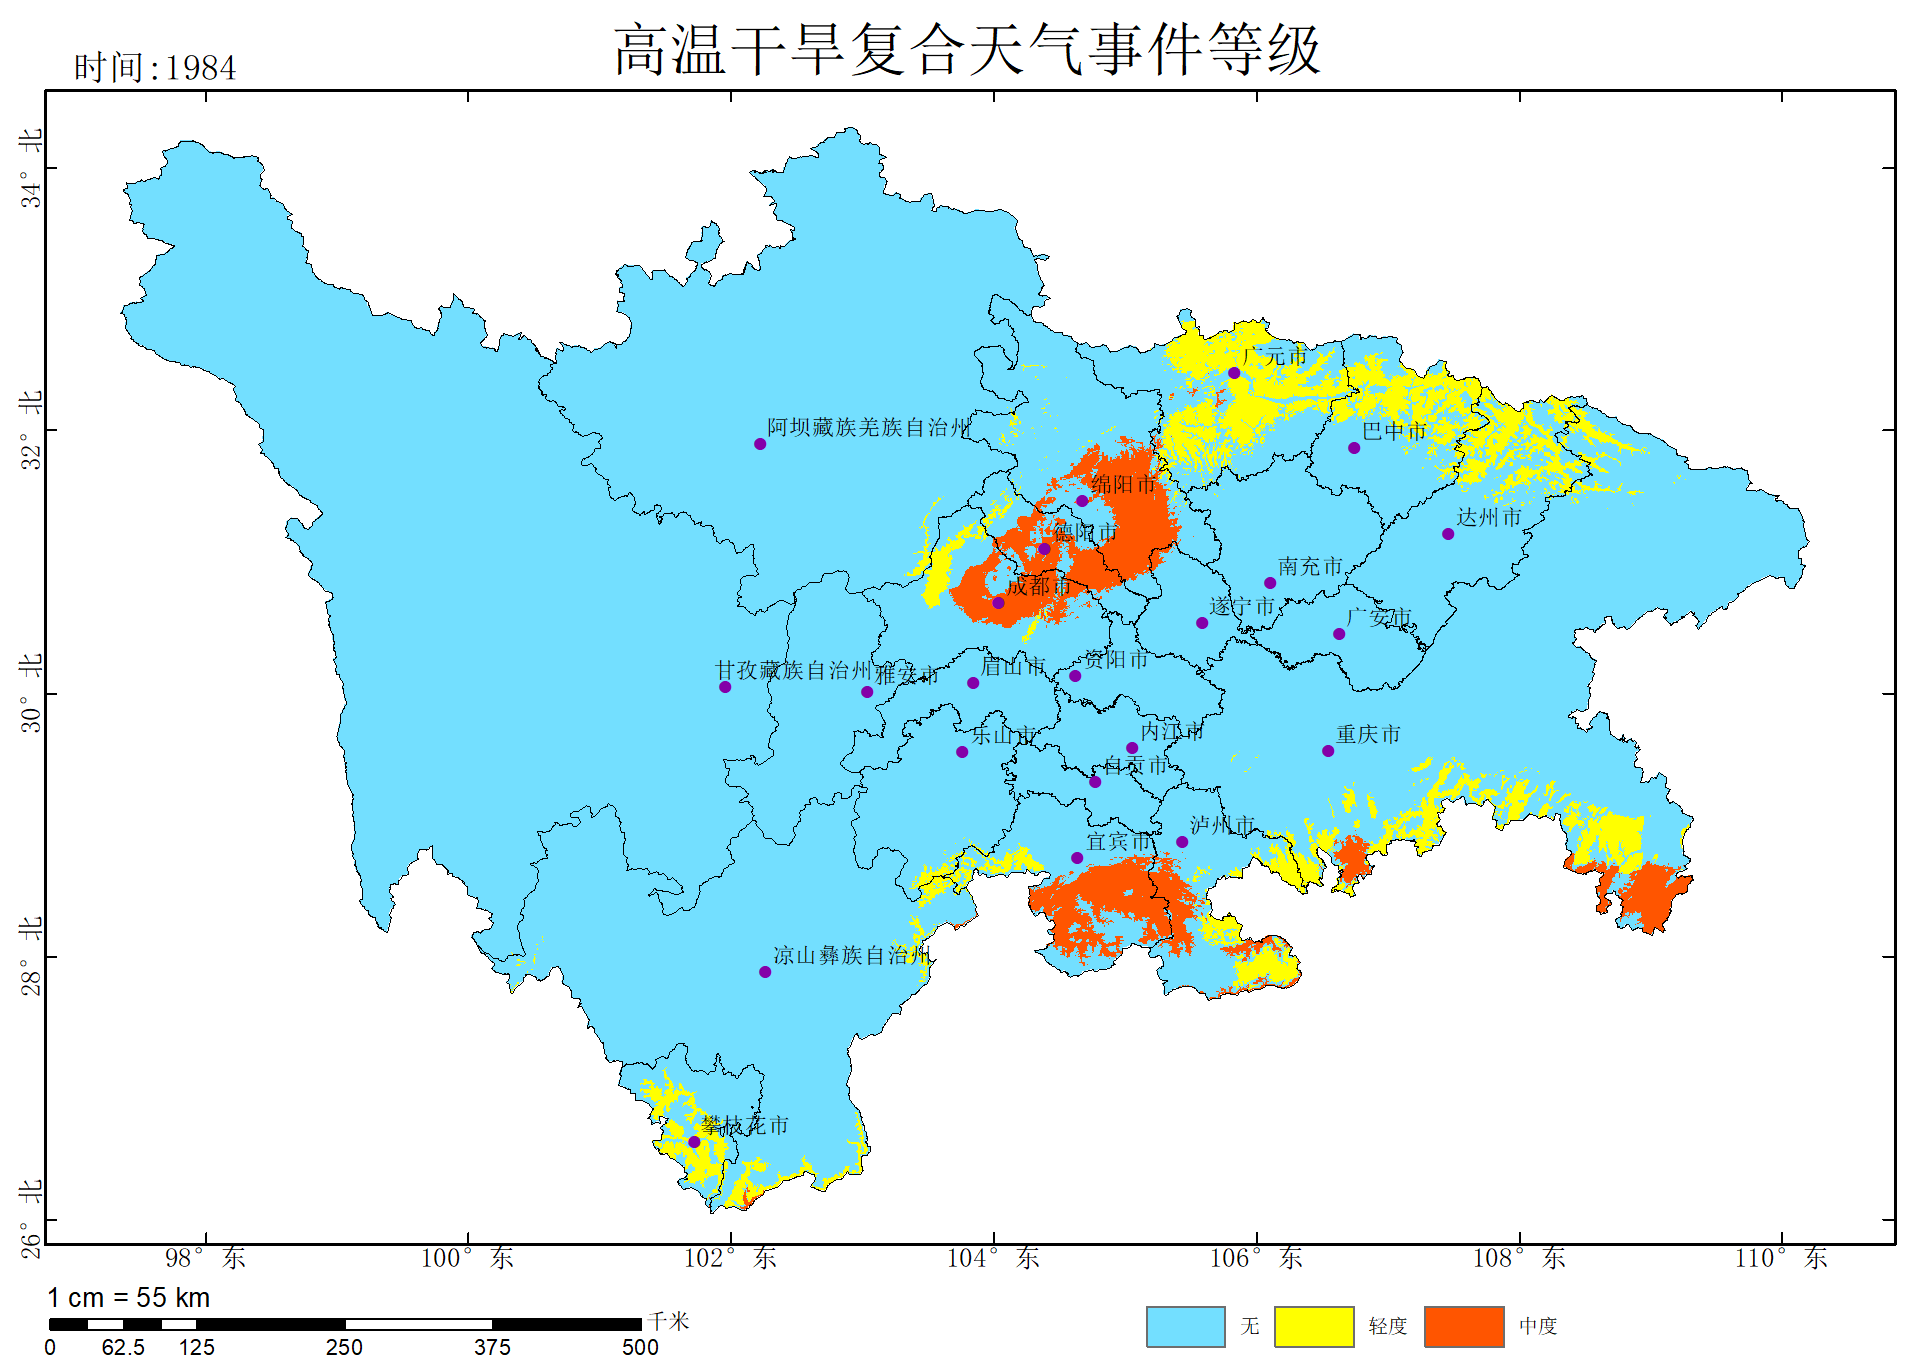 高温干旱复合天气事件等级
时间:1984
34° 北
32° 北
30° 北
28° 北
26° 北
广元市
阿坝藏族羌族自治州
巴中市
绵阳市
达州市
德阳市
南充市
成都市
遂宁市
广安市
甘孜藏族自治州
雅安市
眉山市
资阳市
乐山市
内江市
重庆市
自贡市
泸州市
宜宾市
凉山彝族自治州
攀枝花市
98° 东
100° 东
102° 东
104° 东
106° 东
108° 东
110° 东
1 cm = 55 km
千米
0 62.5 125 250 375 500
无 轻度 中度